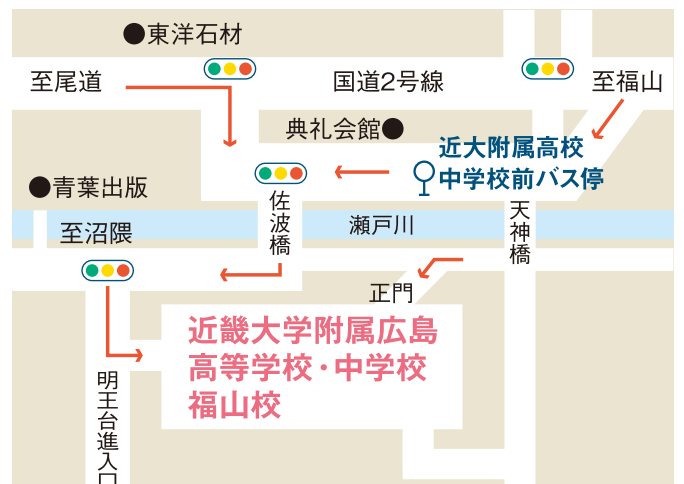 ●東洋石材
至尾道
国道2号線
至福山
典礼会館●
近大附属高校
中学校前バス停
●青葉出版
佐波橋
天神橋
瀬戸川
至沼隈
正門
近畿大学附属広島
高等学校・中学校
福山校
明王台進入口